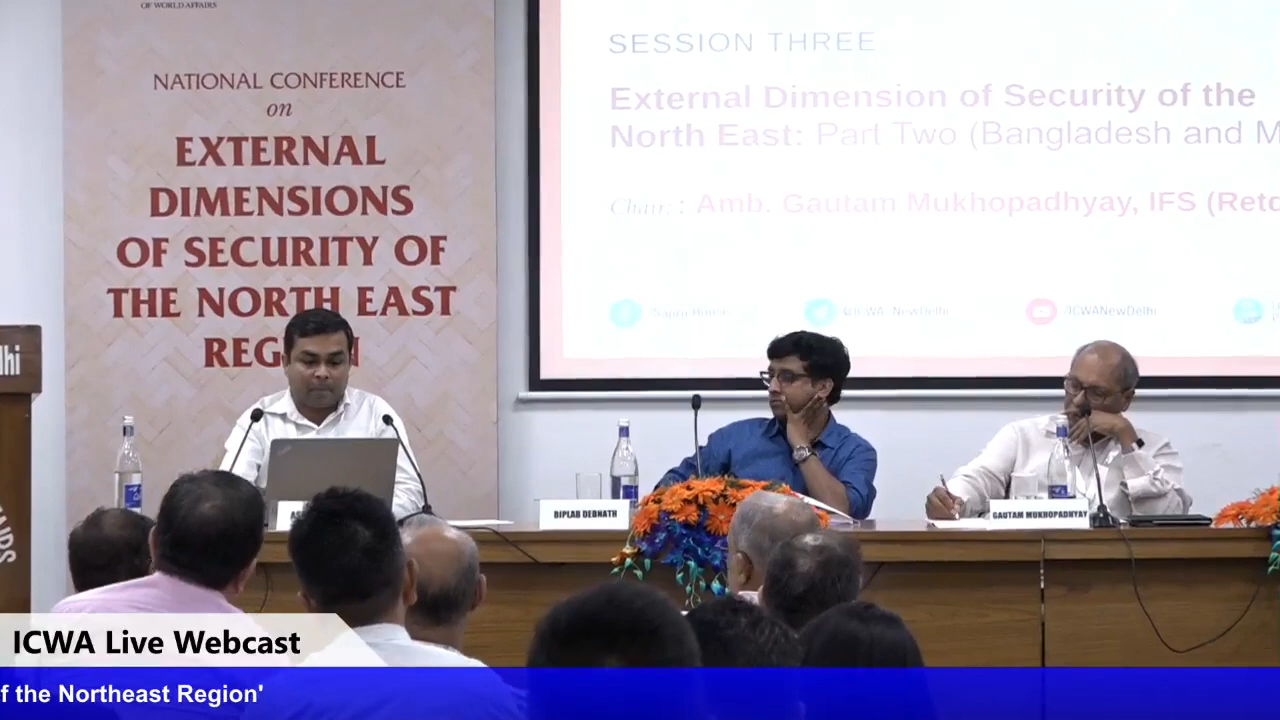 OF WORLD AFFAIRS
NATIONAL CONFERENCE
on
EXTERNAL
DIMENSIONS
OF SECURITY OF
THE NORTH EAST
SESSION THREE
External Dimension of Security of the
North East: Part Two (Bangladesh and M
Chair: : Amb. Gautam Mukhopadhyay, IFS (Retd
/ICWANewDelhi
lhi
BIPLAB DEBNATH
GAUTAM MUKHOPADHYAY
ICWA Live Webcast
f the Northeast Region'